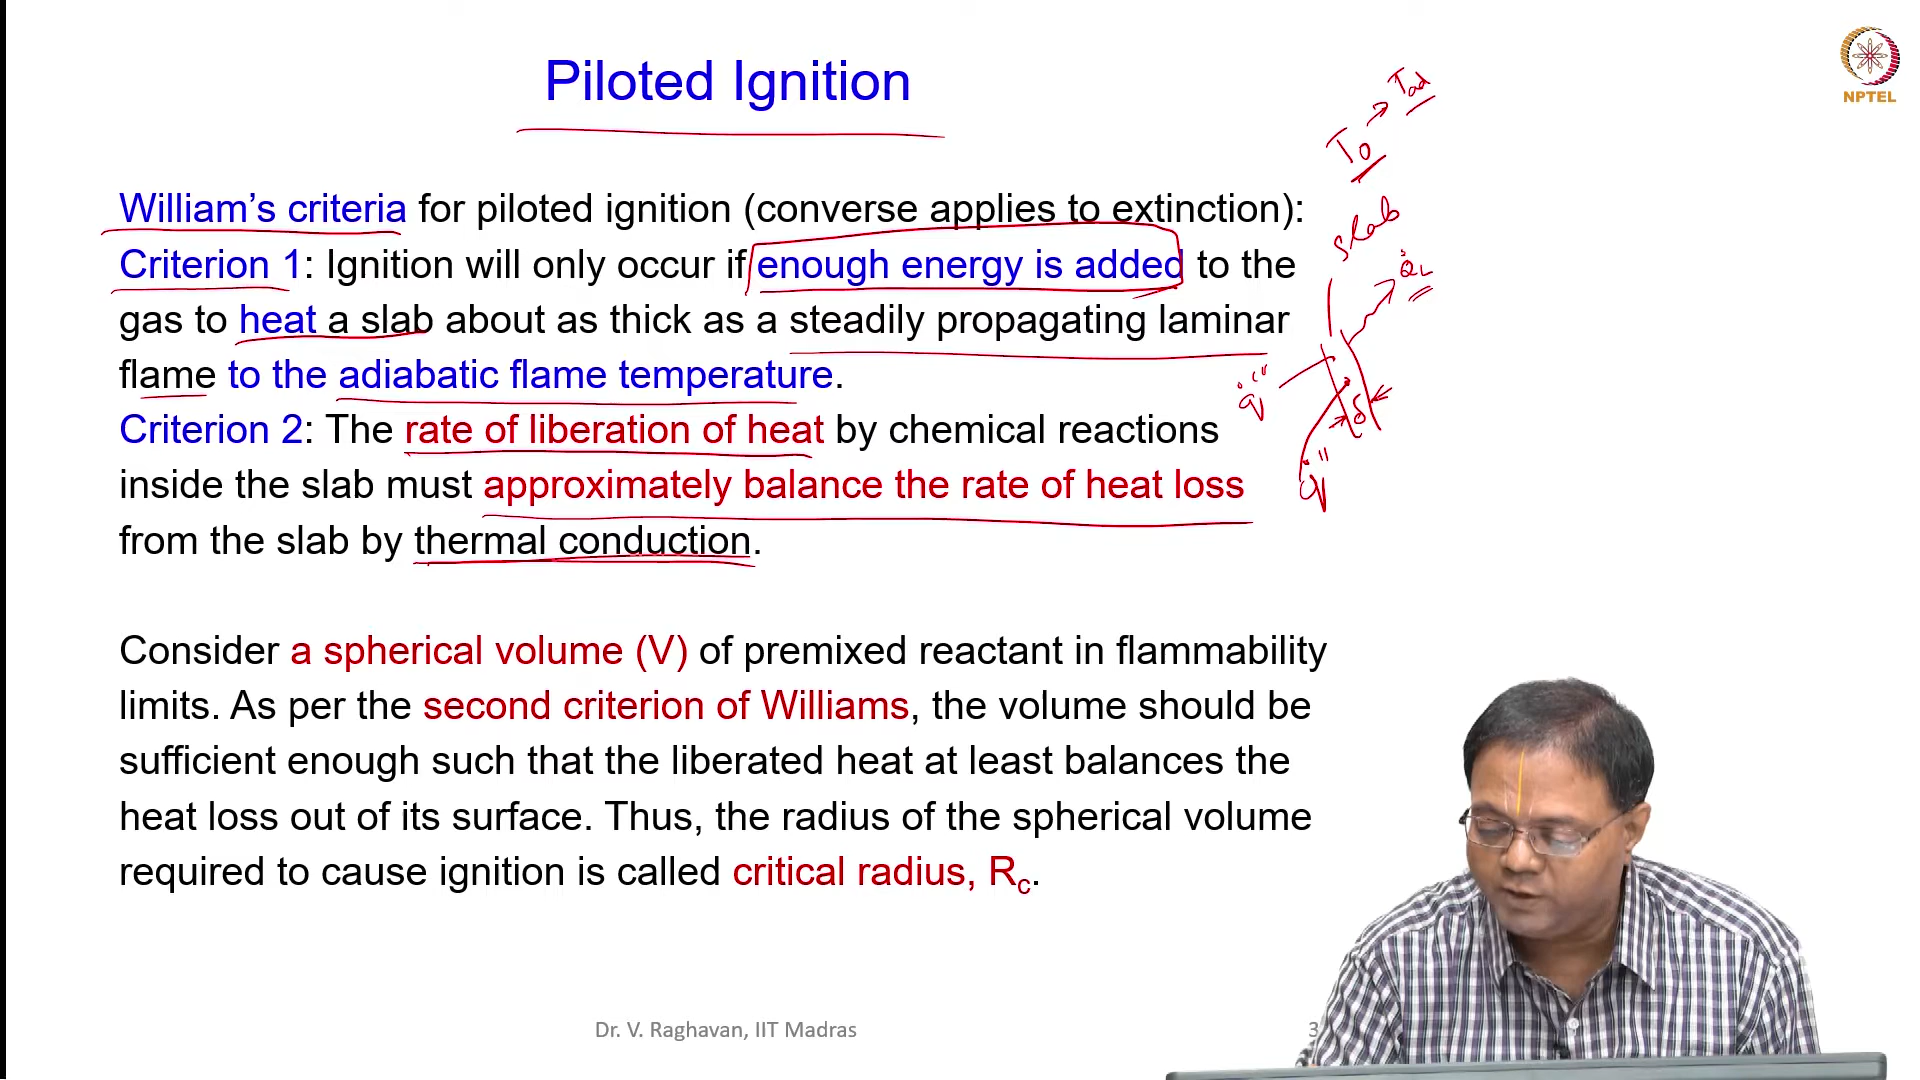 Piloted Ignition
NPTEL
T0 → Tad
slab
Q̇L
q̇'''
δ
q̇''
William’s criteria for piloted ignition (converse applies to extinction):
Criterion 1: Ignition will only occur if enough energy is added to the
gas to heat a slab about as thick as a steadily propagating laminar
flame to the adiabatic flame temperature.
Criterion 2: The rate of liberation of heat by chemical reactions
inside the slab must approximately balance the rate of heat loss
from the slab by thermal conduction.
Consider a spherical volume (V) of premixed reactant in flammability
limits. As per the second criterion of Williams, the volume should be
sufficient enough such that the liberated heat at least balances the
heat loss out of its surface. Thus, the radius of the spherical volume
required to cause ignition is called critical radius, Rc.
Dr. V. Raghavan, IIT Madras
3